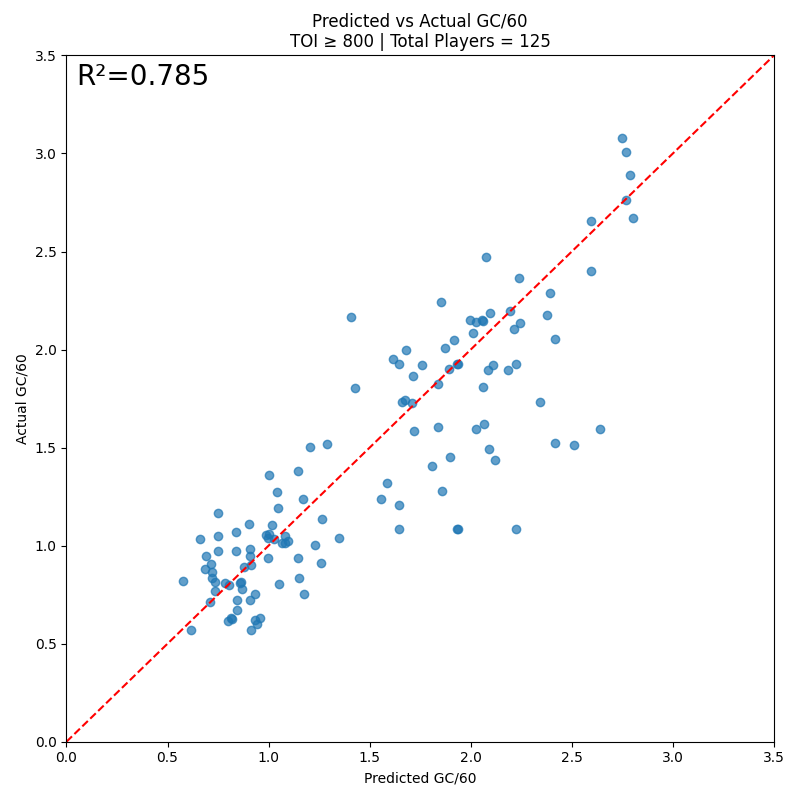 Predicted vs Actual GC/60
TOI ≥ 800 | Total Players = 125
R²=0.785
3.5
3.0
2.5
2.0
1.5
1.0
0.5
0.0
Actual GC/60
0.0 0.5 1.0 1.5 2.0 2.5 3.0 3.5
Predicted GC/60